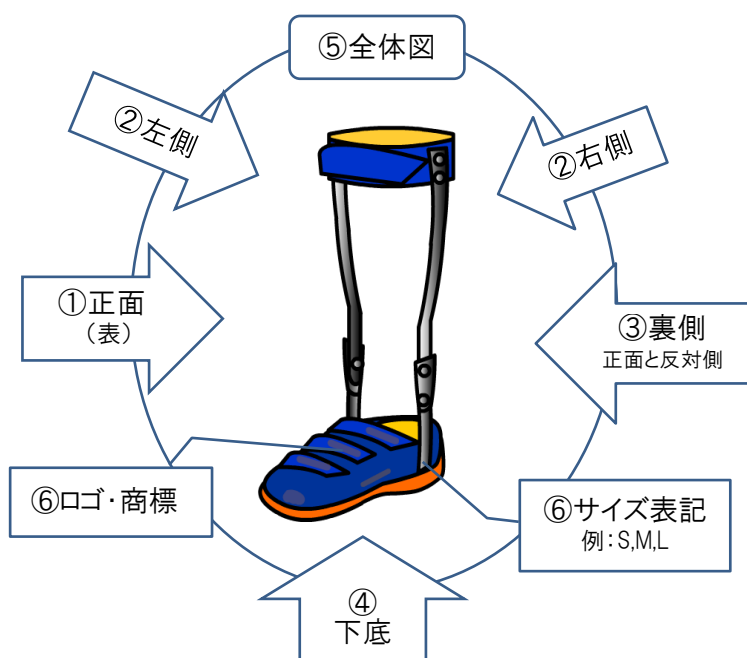 ⑤全体図
②左側
②右側
①正面
（表）
③裏側
正面と反対側
⑥ロゴ・商標
⑥サイズ表記
例：S,M,L
④
下底